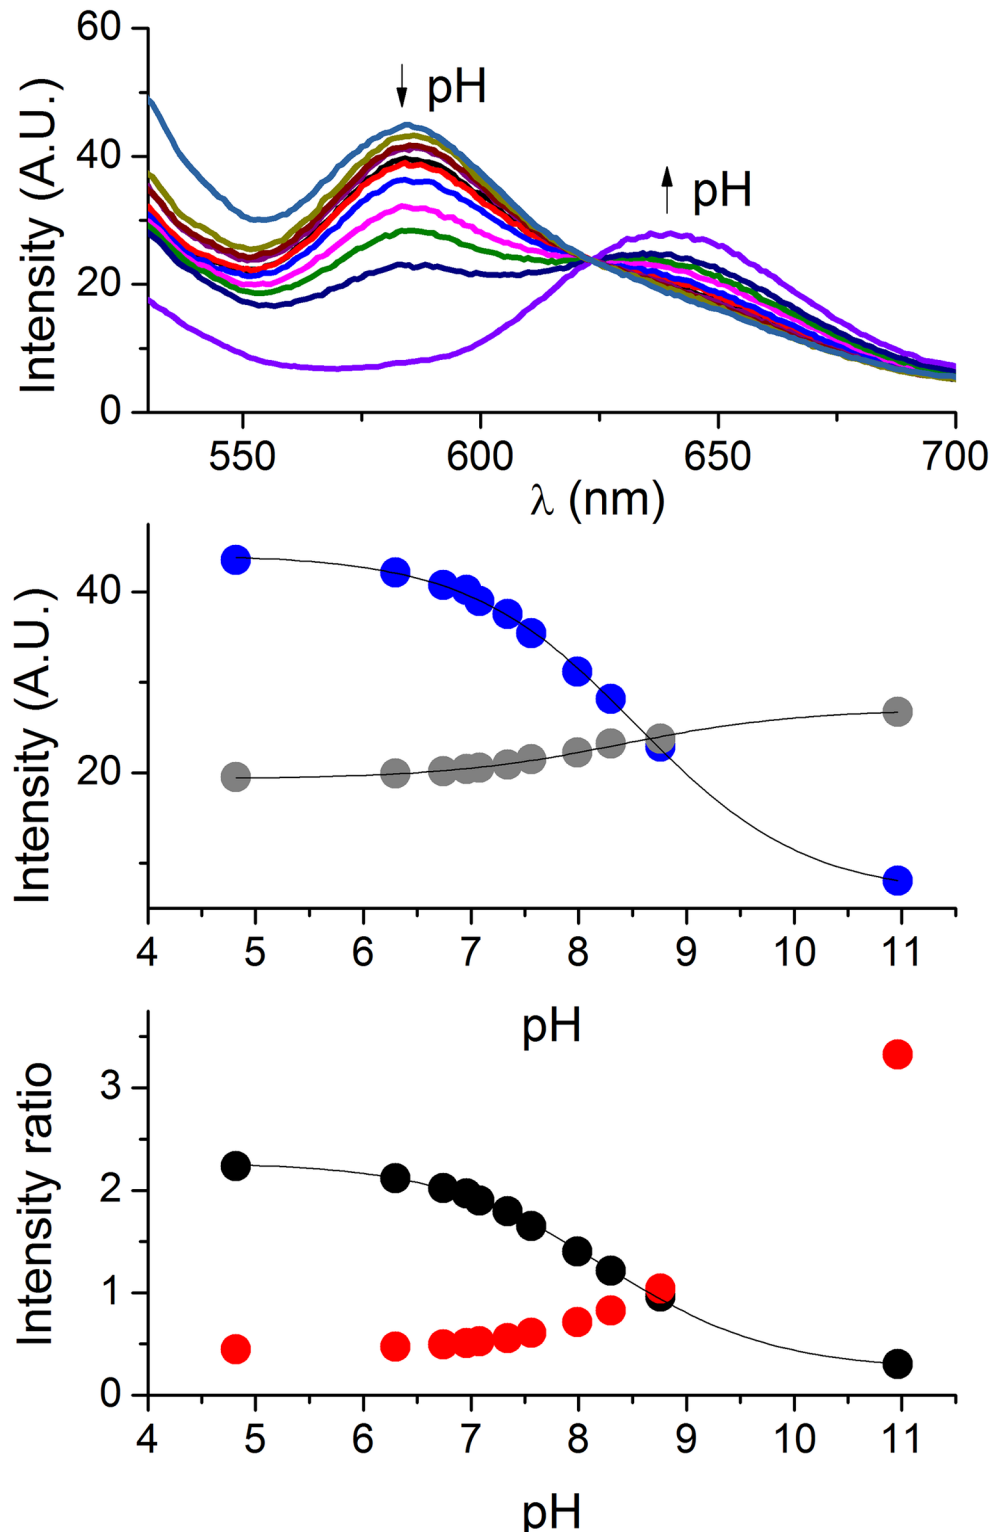 60
40
20
0
Intensity (A.U.)
↓ pH
↑ pH
550 600 650 700
λ (nm)
40
20
Intensity (A.U.)
4 5 6 7 8 9 10 11
pH
3
2
1
0
Intensity ratio
4 5 6 7 8 9 10 11
pH